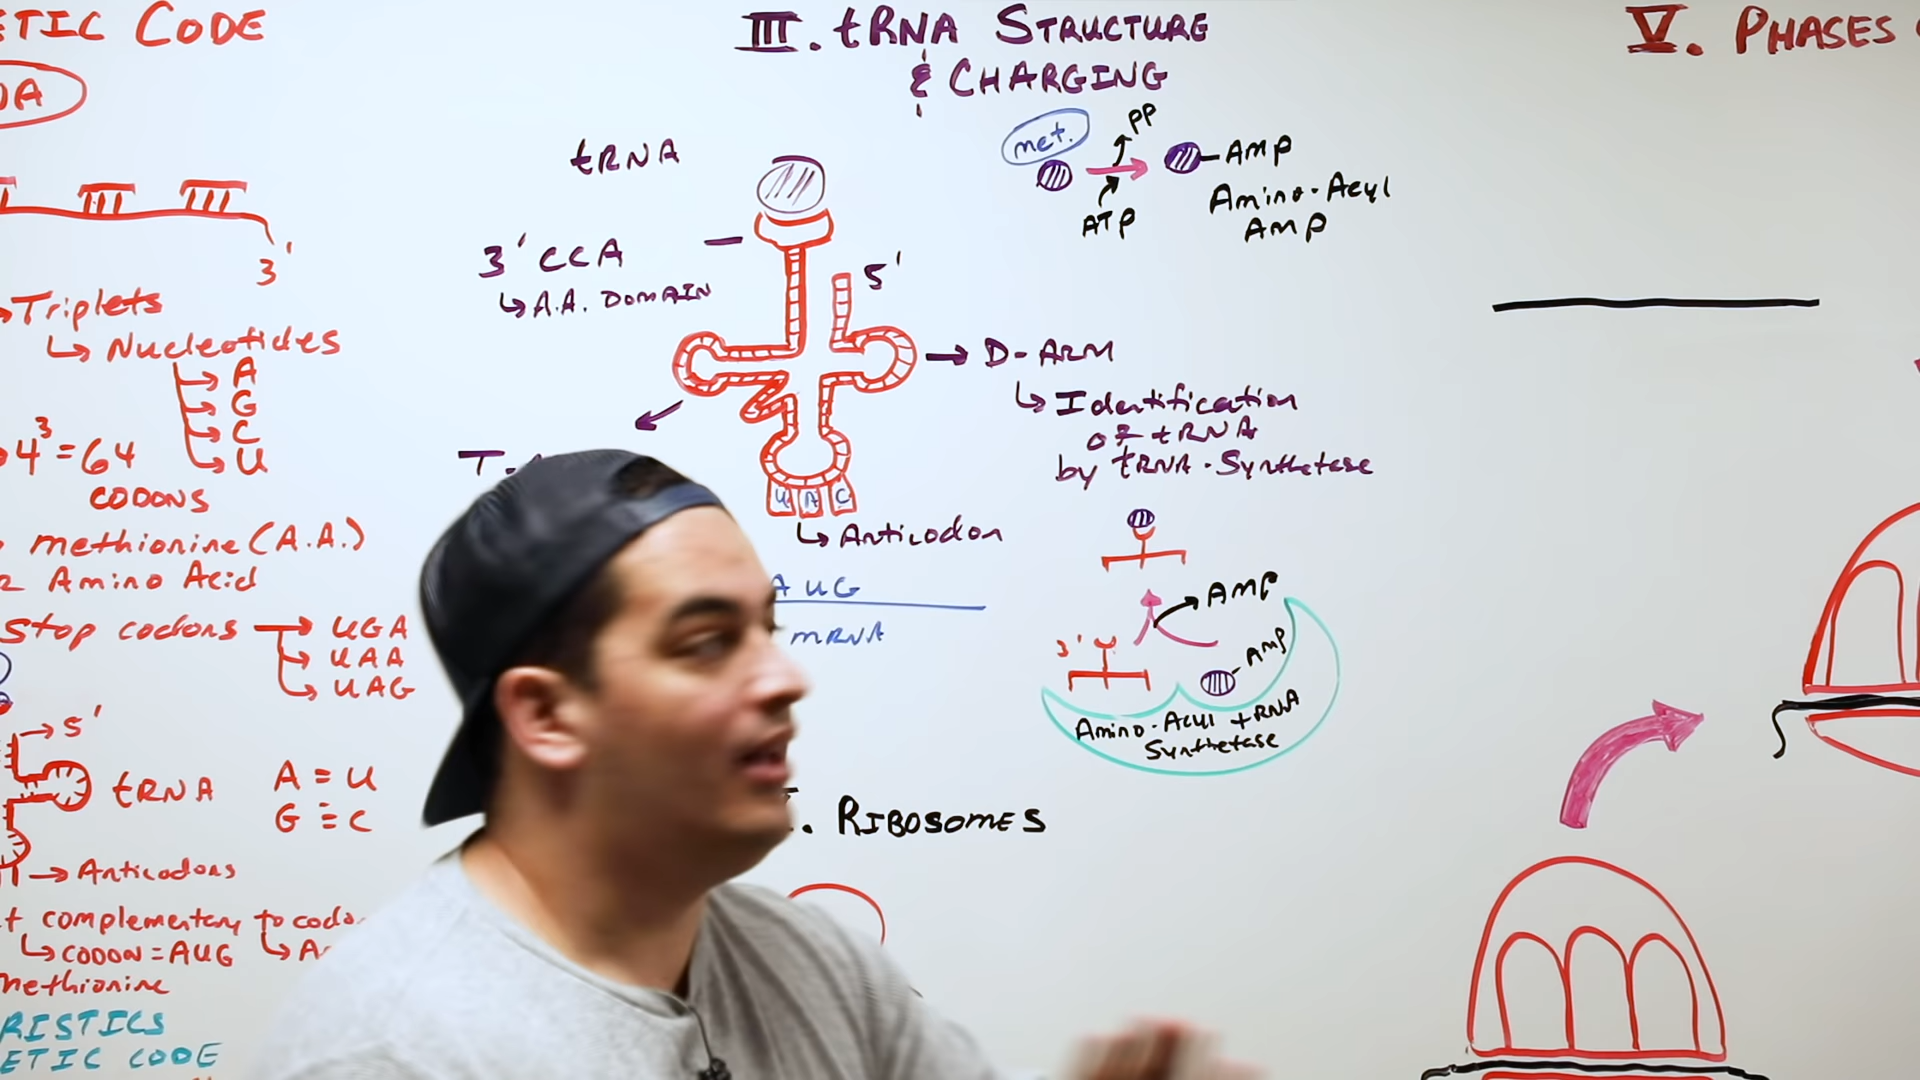 ETIC CODE
DA
3'
Triplets
↳ Nucleotides
→ A
→ G
→ C
→ U
→ 4³ = 64
CODONS
methionine (A.A.)
Amino Acid
Stop codons → UGA
→ UAA
→ UAG
→ 5'
tRNA
A = U
G ≡ C
→ Anticodons
complementary to
↳ CODON = AUG ↳
methionine
RISTICS
ETIC CODE
III. tRNA STRUCTURE
& CHARGING
tRNA
3' CCA –
↳ A.A. DOMAIN
5'
→ D-ARM
↳ Identification
of tRNA
by tRNA-Synthetase
T-
U A C
↳ Anticodon
AUG
mRNA
met.
PP
ATP
– AMP
Amino-Acyl
AMP
AMP
3'
AMP
Amino-Acyl tRNA
Synthetase
. RIBOSOMES
V. PHASES